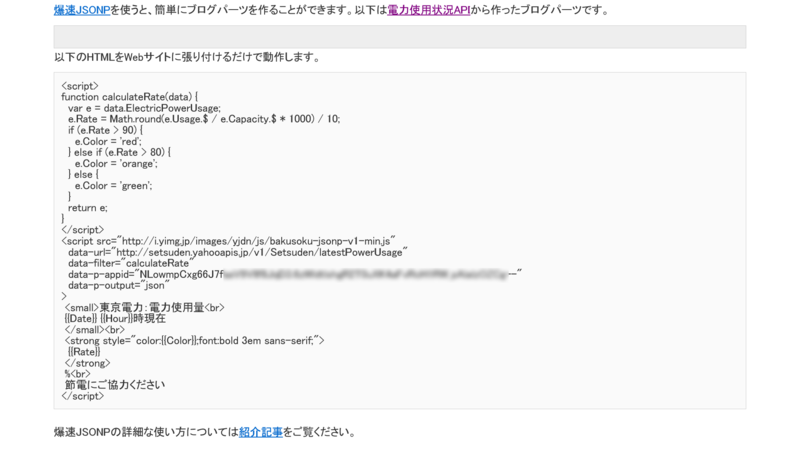 爆速JSONPを使うと、簡単にブログパーツを作ることができます。以下は電力使用状況APIから作ったブログパーツです。
以下のHTMLをWebサイトに張り付けるだけで動作します。
<script>
function calculateRate(data) {
  var e = data.ElectricPowerUsage;
  e.Rate = Math.round(e.Usage.$ / e.Capacity.$ * 1000) / 10;
  if (e.Rate > 90) {
    e.Color = 'red';
  } else if (e.Rate > 80) {
    e.Color = 'orange';
  } else {
    e.Color = 'green';
  }
  return e;
}
</script>
<script src="http://i.yimg.jp/images/yjdn/js/bakusoku-jsonp-v1-min.js"
  data-url="http://setsuden.yahooapis.jp/v1/Setsuden/latestPowerUsage"
  data-filter="calculateRate"
  data-p-appid="NLowmpCxg66J7f--"
  data-p-output="json"
>
 <small>東京電力：電力使用量<br>
 {{Date}} {{Hour}}時現在
 </small><br>
 <strong style="color:{{Color}};font:bold 3em sans-serif;">
  {{Rate}}
 </strong>
 %<br>
 節電にご協力ください
</script>
爆速JSONPの詳細な使い方については紹介記事をご覧ください。